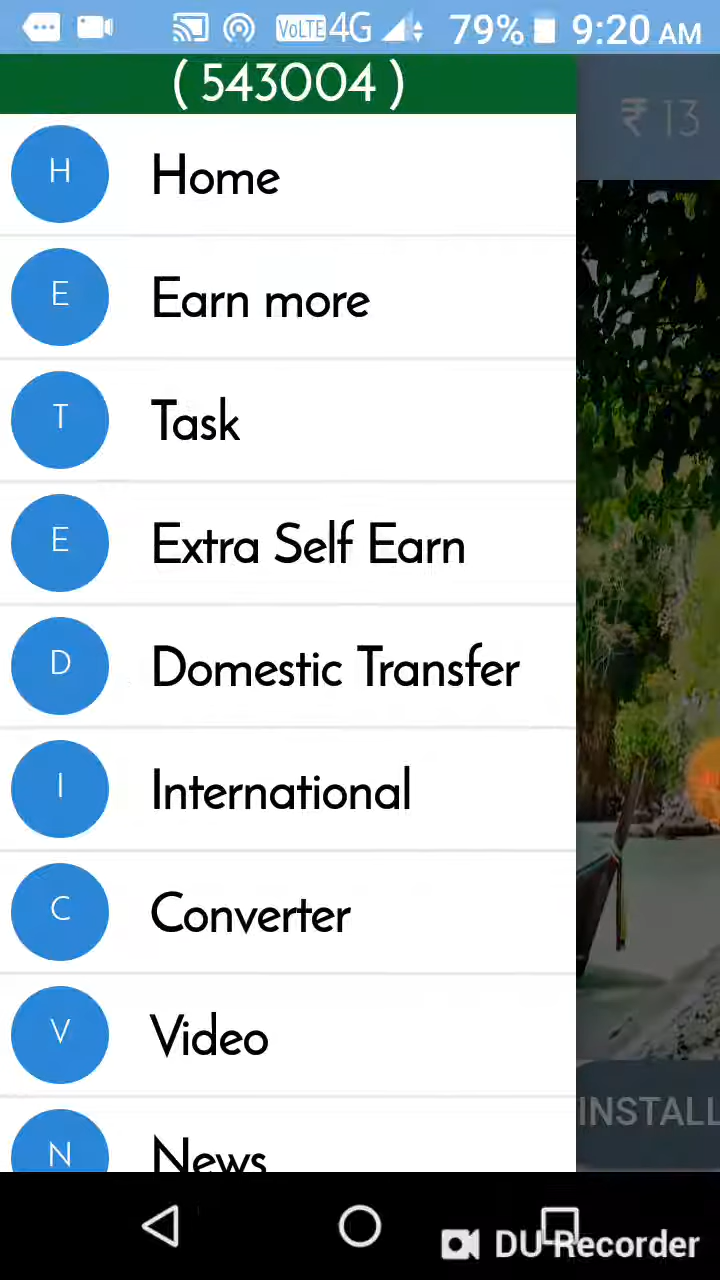 VoLTE 4G 79% 9:20 AM
( 543004 )
₹ 13
H Home
E Earn more
T Task
E Extra Self Earn
D Domestic Transfer
I International
C Converter
V Video
INSTALL
N News
DU Recorder